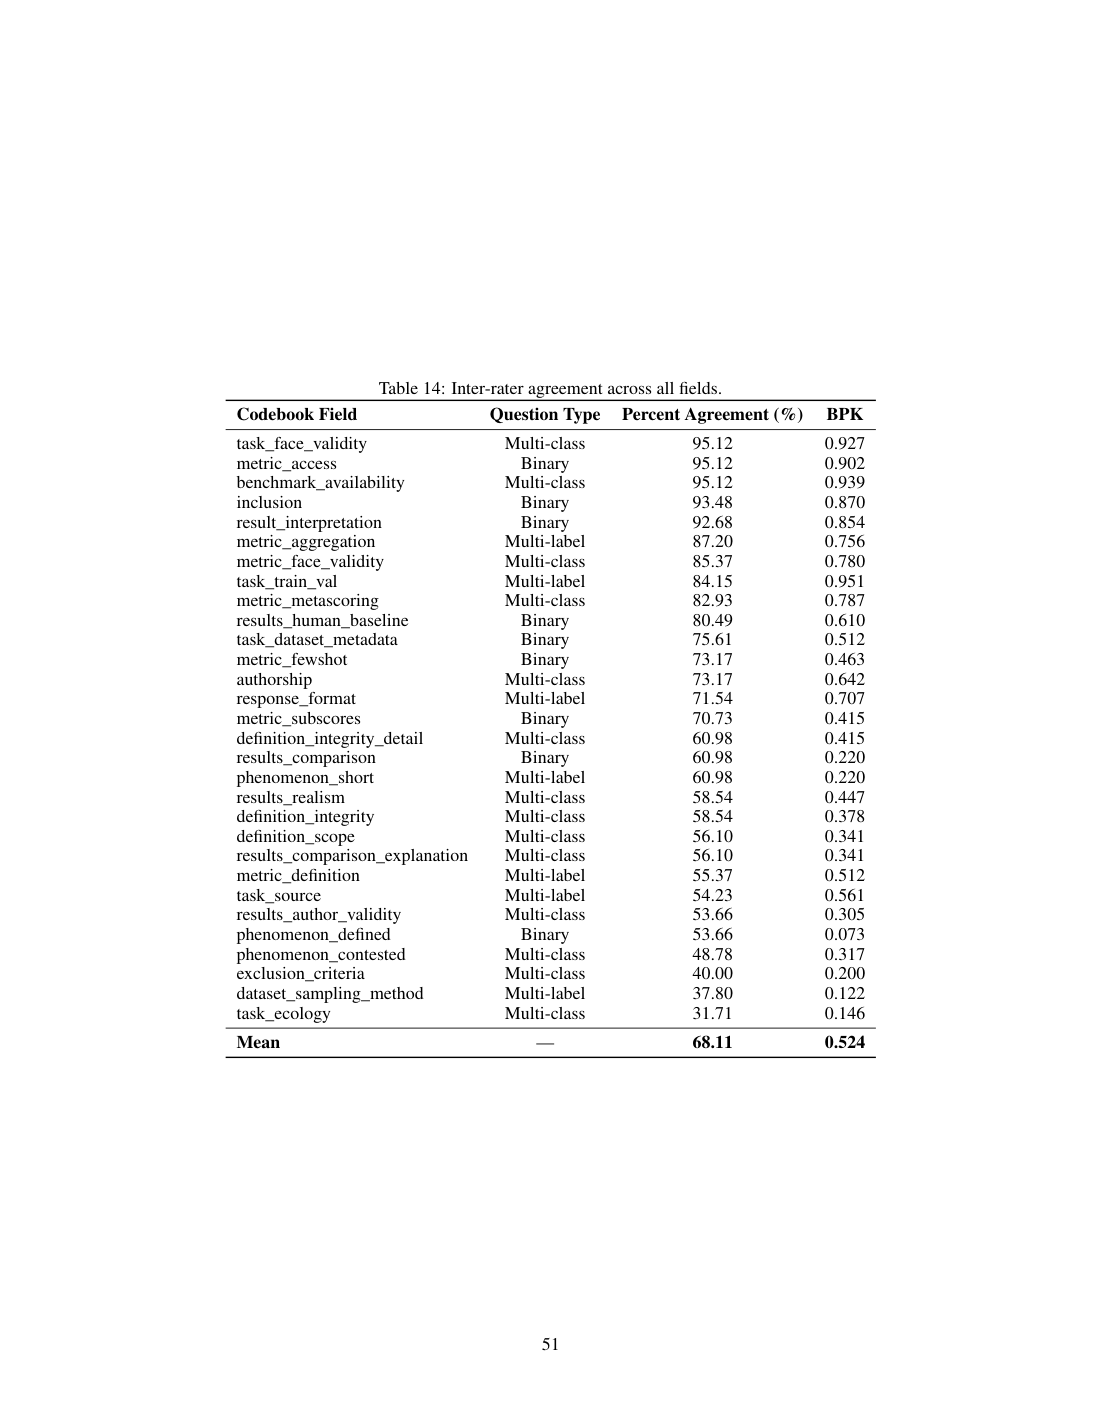 Table 14: Inter-rater agreement across all fields.
Codebook Field Question Type Percent Agreement (%) BPK
task_face_validity Multi-class 95.12 0.927
metric_access Binary 95.12 0.902
benchmark_availability Multi-class 95.12 0.939
inclusion Binary 93.48 0.870
result_interpretation Binary 92.68 0.854
metric_aggregation Multi-label 87.20 0.756
metric_face_validity Multi-class 85.37 0.780
task_train_val Multi-label 84.15 0.951
metric_metascoring Multi-class 82.93 0.787
results_human_baseline Binary 80.49 0.610
task_dataset_metadata Binary 75.61 0.512
metric_fewshot Binary 73.17 0.463
authorship Multi-class 73.17 0.642
response_format Multi-label 71.54 0.707
metric_subscores Binary 70.73 0.415
definition_integrity_detail Multi-class 60.98 0.415
results_comparison Binary 60.98 0.220
phenomenon_short Multi-label 60.98 0.220
results_realism Multi-class 58.54 0.447
definition_integrity Multi-class 58.54 0.378
definition_scope Multi-class 56.10 0.341
results_comparison_explanation Multi-class 56.10 0.341
metric_definition Multi-label 55.37 0.512
task_source Multi-label 54.23 0.561
results_author_validity Multi-class 53.66 0.305
phenomenon_defined Binary 53.66 0.073
phenomenon_contested Multi-class 48.78 0.317
exclusion_criteria Multi-class 40.00 0.200
dataset_sampling_method Multi-label 37.80 0.122
task_ecology Multi-class 31.71 0.146
Mean — 68.11 0.524
51